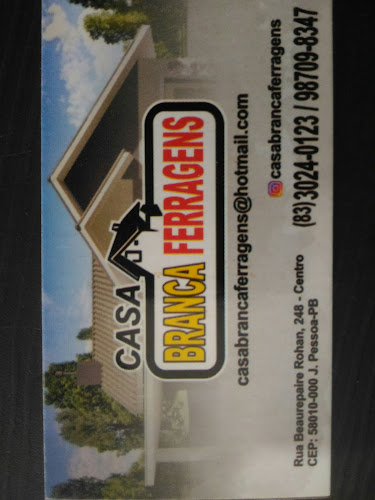 CASA
BRANCA FERRAGENS
casabrancaferragens@hotmail.com
casabrancaferragens
(83)3024-0123 / 98709-8347
Rua Beaurepaire Rohan, 248 - Centro
CEP: 58010-000 J. Pessoa-PB